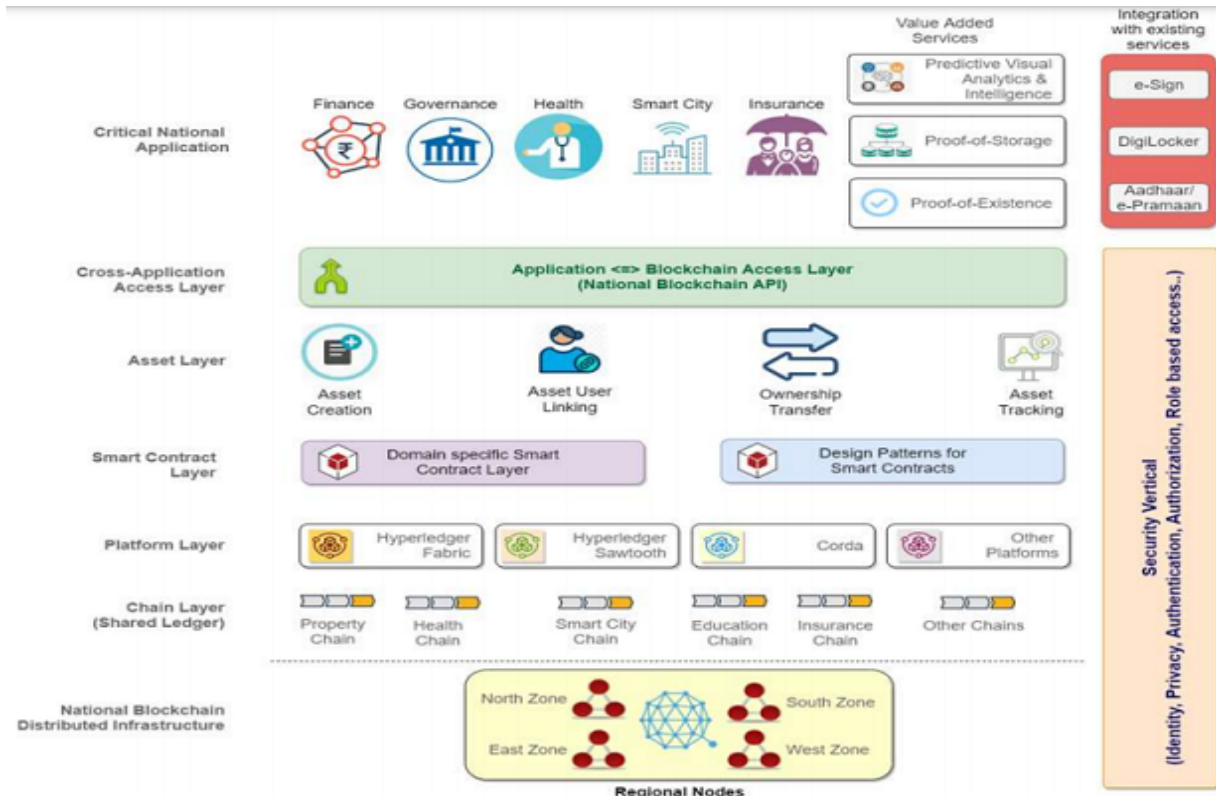 Value Added
Services
Integration
with existing
services
Critical National
Application
Finance
Governance
Health
Smart City
Insurance
₹
Predictive Visual
Analytics &
Intelligence
Proof-of-Storage
Proof-of-Existence
e-Sign
DigiLocker
Aadhaar/
e-Pramaan
Cross-Application
Access Layer
Application <=> Blockchain Access Layer
(National Blockchain API)
Asset Layer
Asset
Creation
Asset User
Linking
Ownership
Transfer
Asset
Tracking
Smart Contract
Layer
Domain specific Smart
Contract Layer
Design Patterns for
Smart Contracts
Platform Layer
Hyperledger
Fabric
Hyperledger
Sawtooth
Corda
Other
Platforms
Chain Layer
(Shared Ledger)
Property
Chain
Health
Chain
Smart City
Chain
Education
Chain
Insurance
Chain
Other Chains
National Blockchain
Distributed Infrastructure
North Zone
South Zone
East Zone
West Zone
Regional Nodes
Security Vertical
(Identity, Privacy, Authentication, Authorization, Role based access..)